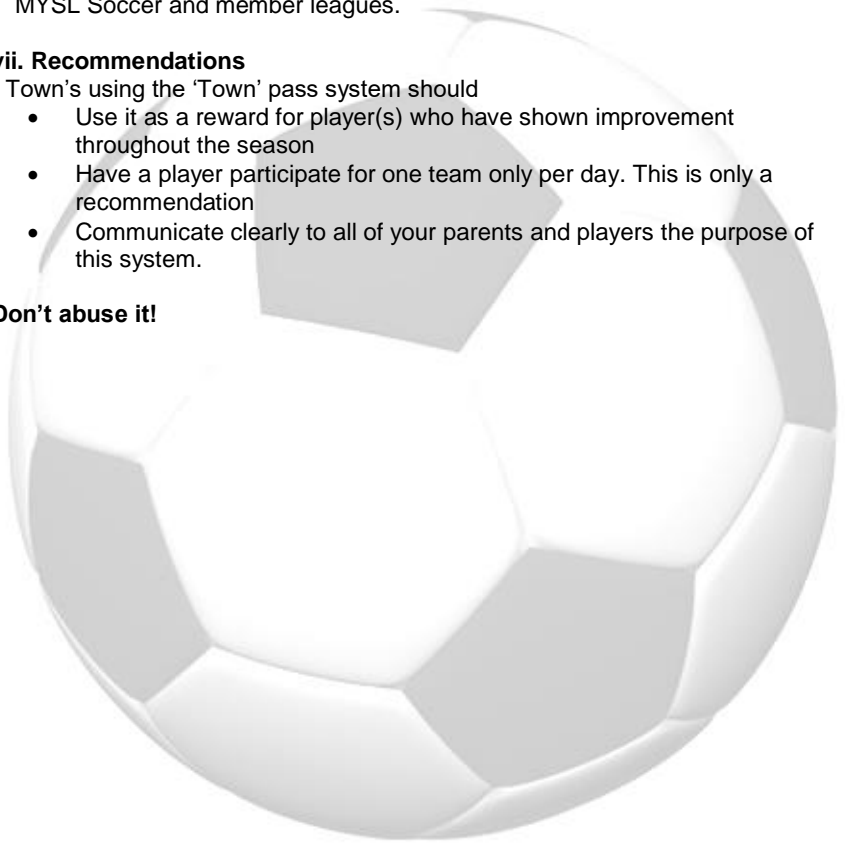 MYSL Soccer and member leagues.
vii. Recommendations
Town's using the ‘Town’ pass system should
• Use it as a reward for player(s) who have shown improvement
throughout the season
• Have a player participate for one team only per day. This is only a
recommendation
• Communicate clearly to all of your parents and players the purpose of
this system.
Don’t abuse it!